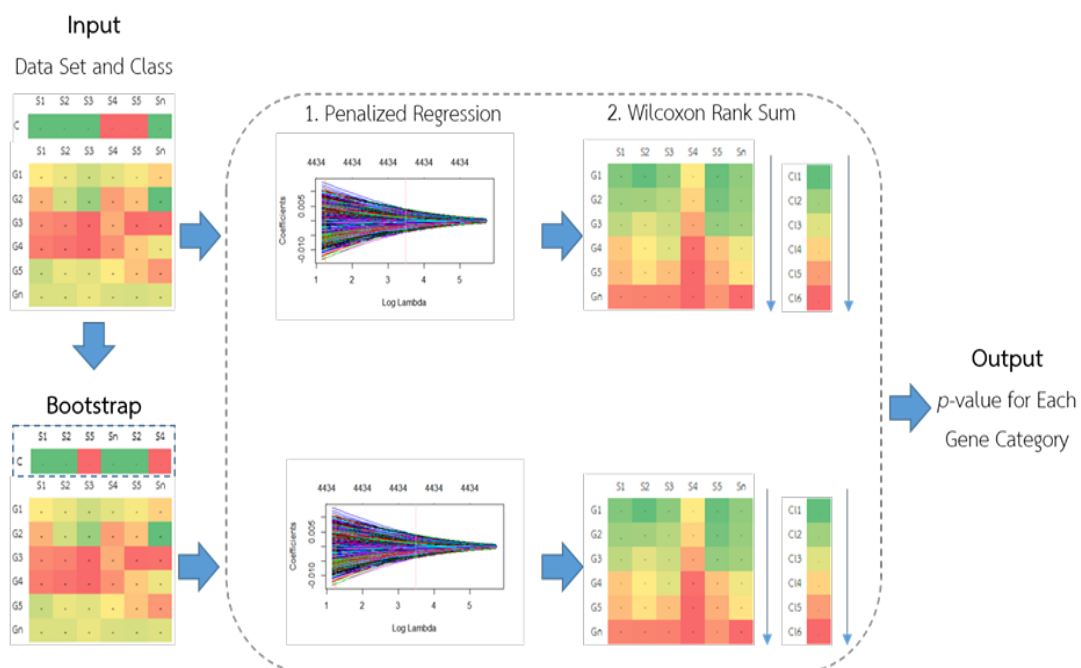 Input
Data Set and Class
S1 S2 S3 S4 S5 Sn
C
S1 S2 S3 S4 S5 Sn
G1
G2
G3
G4
G5
Gn
Bootstrap
S1 S2 S5 Sn S2 S4
C
S1 S2 S3 S4 S5 Sn
G1
G2
G3
G4
G5
Gn
1. Penalized Regression
4434 4434 4434 4434 4434
Coefficients
0.005
-0.010
1 2 3 4 5
Log Lambda
2. Wilcoxon Rank Sum
S1 S2 S3 S4 S5 Sn
G1
G2
G3
G4
G5
Gn
Cl1
Cl2
Cl3
Cl4
Cl5
Cl6
4434 4434 4434 4434 4434
Coefficients
0.005
-0.010
1 2 3 4 5
Log Lambda
S1 S2 S3 S4 S5 Sn
G1
G2
G3
G4
G5
Gn
Cl1
Cl2
Cl3
Cl4
Cl5
Cl6
Output
p-value for Each
Gene Category